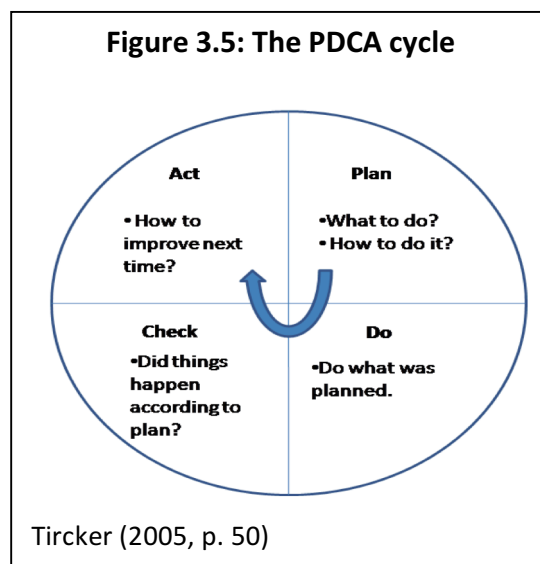 Figure 3.5: The PDCA cycle
Act
•How to
improve next
time?
Plan
•What to do?
•How to do it?
Check
•Did things
happen
according to
plan?
Do
•Do what was
planned.
Tircker (2005, p. 50)